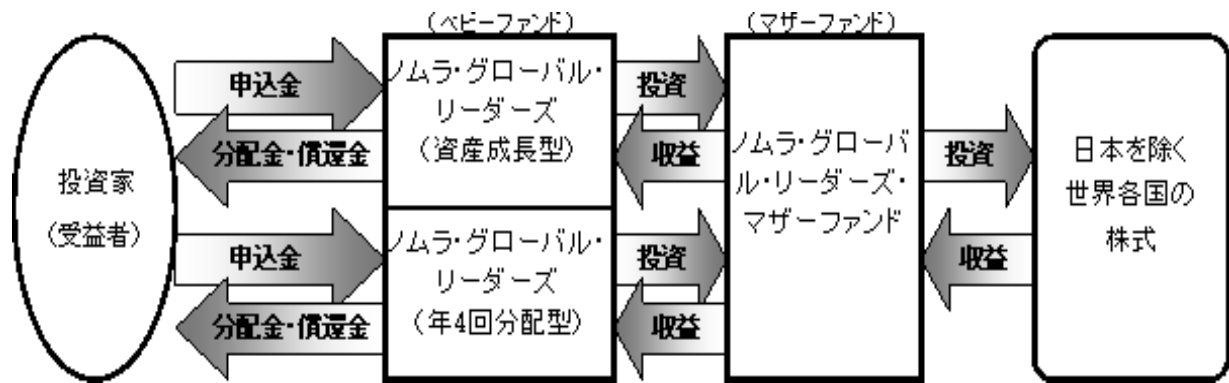 (ベビーファンド)
(マザーファンド)
投資家
(受益者)
申込金
分配金・償還金
申込金
分配金・償還金
ノムラ・グローバル・
リーダーズ
(資産成長型)
ノムラ・グローバル・
リーダーズ
(年4回分配型)
投資
収益
投資
収益
ノムラ・グローバ
ル・リーダーズ・
マザーファンド
投資
収益
日本を除く
世界各国の
株式